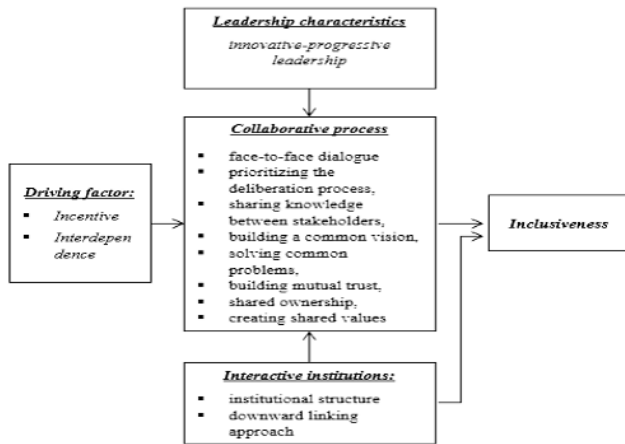 Leadership characteristics
innovative-progressive
leadership
Collaborative process
▪ face-to-face dialogue
▪ prioritizing the
deliberation process,
▪ sharing knowledge
between stakeholders,
▪ building a common vision,
▪ solving common
problems,
▪ building mutual trust,
▪ shared ownership,
▪ creating shared values
Driving factor:
▪ Incentive
▪ Interdepen
dence
Inclusiveness
Interactive institutions:
▪ institutional structure
▪ downward linking
approach